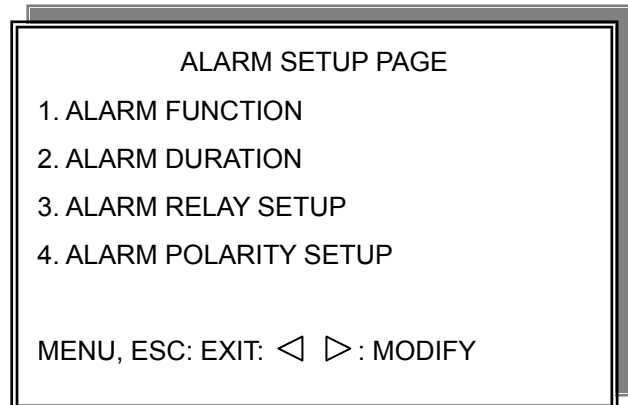 ALARM SETUP PAGE
1. ALARM FUNCTION
2. ALARM DURATION
3. ALARM RELAY SETUP
4. ALARM POLARITY SETUP
MENU, ESC: EXIT: ◁ ▷ : MODIFY